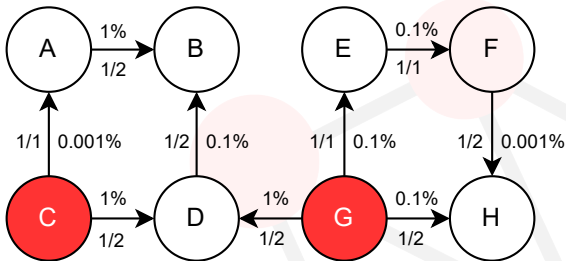 1% 0.1%
A B E F
1/2 1/1
1/1 0.001% 1/2 0.1% 1/1 0.1% 1/2 0.001%
1% 1% 0.1%
C D G H
1/2 1/2 1/2